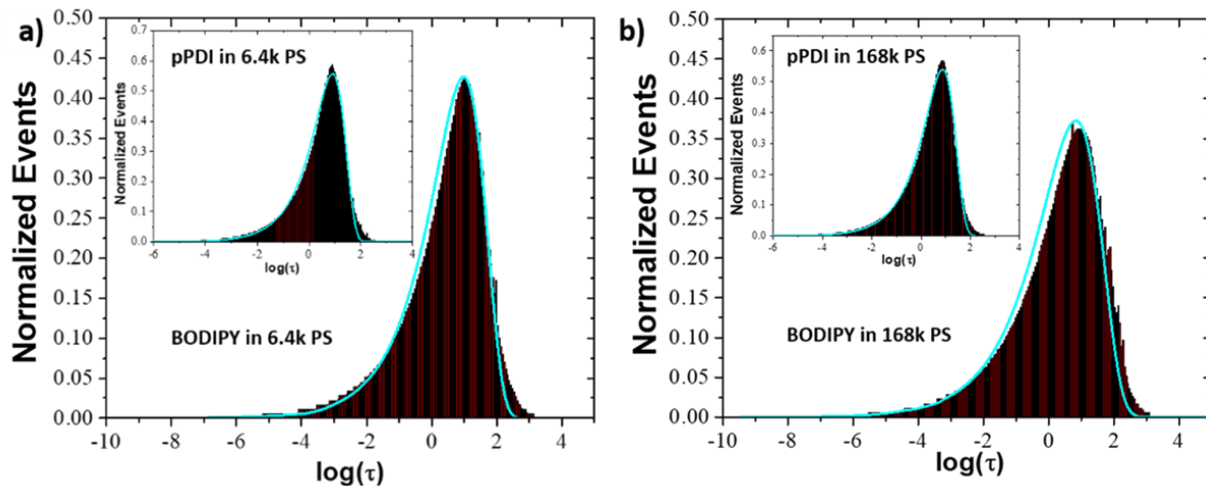 a)
Normalized Events
0.50
0.45
0.40
0.35
0.30
0.25
0.20
0.15
0.10
0.05
0.00
-10 -8 -6 -4 -2 0 2 4
log(τ)
BODIPY in 6.4k PS
pPDI in 6.4k PS
Normalized Events
0.7
0.6
0.5
0.4
0.3
0.2
0.1
0.0
-6 -4 -2 0 2 4
log(τ)
b)
Normalized Events
0.50
0.45
0.40
0.35
0.30
0.25
0.20
0.15
0.10
0.05
0.00
-10 -8 -6 -4 -2 0 2 4
log(τ)
BODIPY in 168k PS
pPDI in 168k PS
Normalized Events
0.6
0.5
0.4
0.3
0.2
0.1
0.0
-6 -4 -2 0 2 4
log(τ)